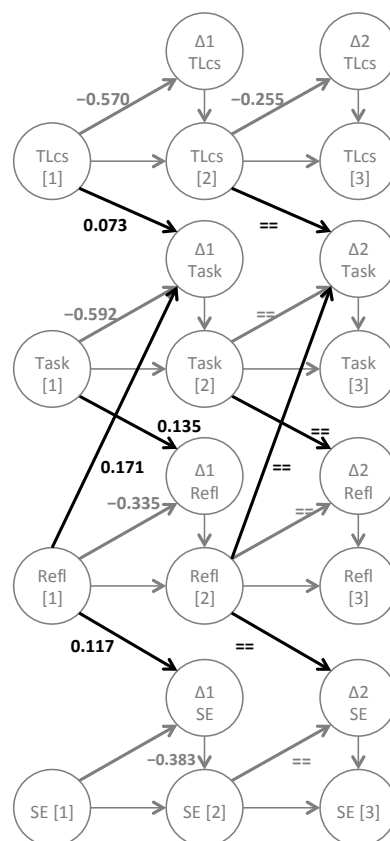 Δ1
TLcs
Δ2
TLcs
−0.570
−0.255
TLcs
[1]
TLcs
[2]
TLcs
[3]
0.073
==
Δ1
Task
Δ2
Task
−0.592
==
Task
[1]
Task
[2]
Task
[3]
0.135
==
0.171
==
Δ1
Refl
Δ2
Refl
−0.335
==
Refl
[1]
Refl
[2]
Refl
[3]
0.117
==
Δ1
SE
Δ2
SE
−0.383
==
SE [1]
SE [2]
SE [3]